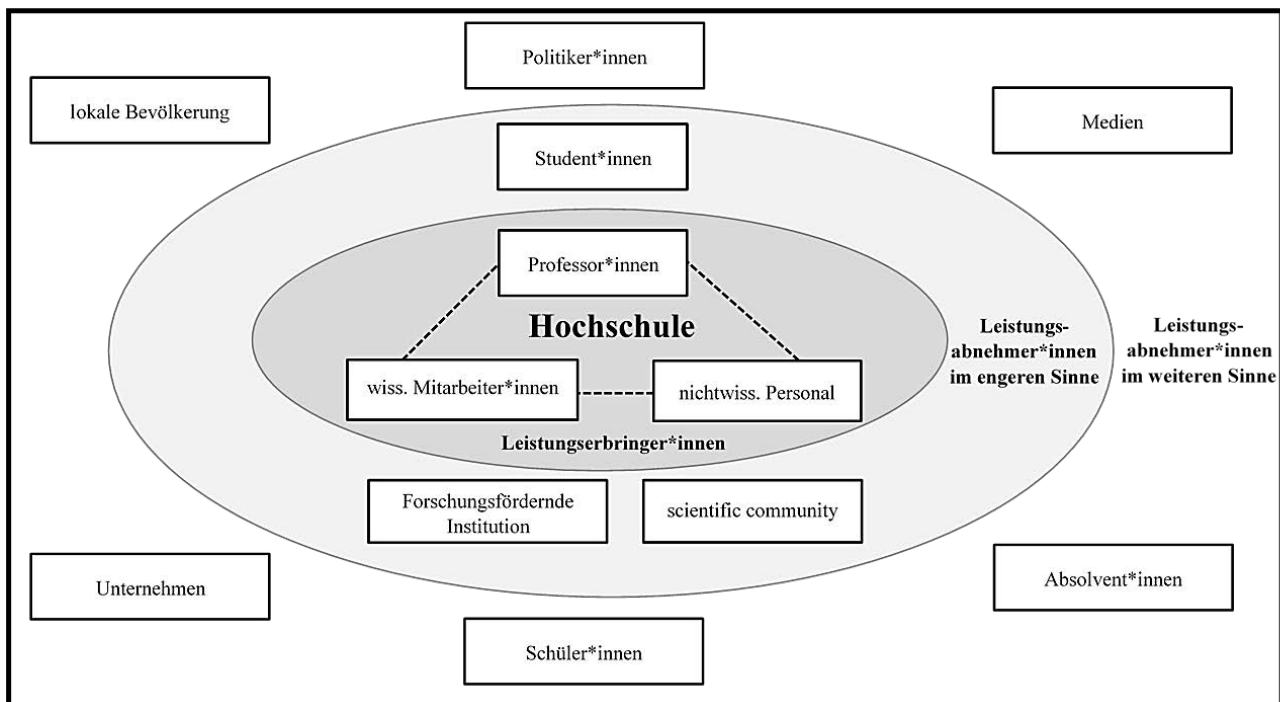 Politiker*innen
lokale Bevölkerung
Medien
Student*innen
Professor*innen
Hochschule
wiss. Mitarbeiter*innen
nichtwiss. Personal
Leistungserbringer*innen
Leistungs-
abnehmer*innen
im engeren Sinne
Leistungs-
abnehmer*innen
im weiteren Sinne
Forschungsfördernde
Institution
scientific community
Unternehmen
Absolvent*innen
Schüler*innen